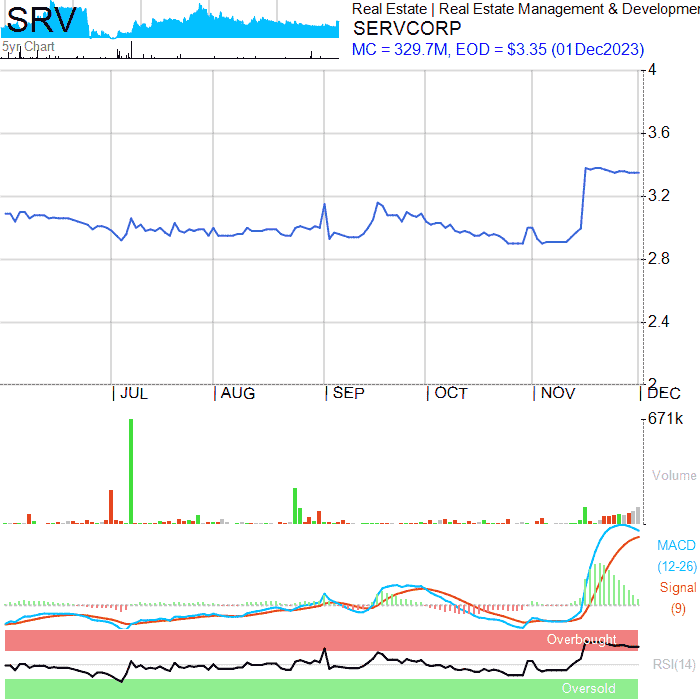 SRV
5yr Chart
Real Estate | Real Estate Management & Developmen
SERVCORP
MC = 329.7M, EOD = $3.35 (01Dec2023)
4
3.6
3.2
2.8
2.4
2
JUL AUG SEP OCT NOV DEC
671k
Volume
MACD
(12-26)
Signal
(9)
Overbought
RSI(14)
Oversold